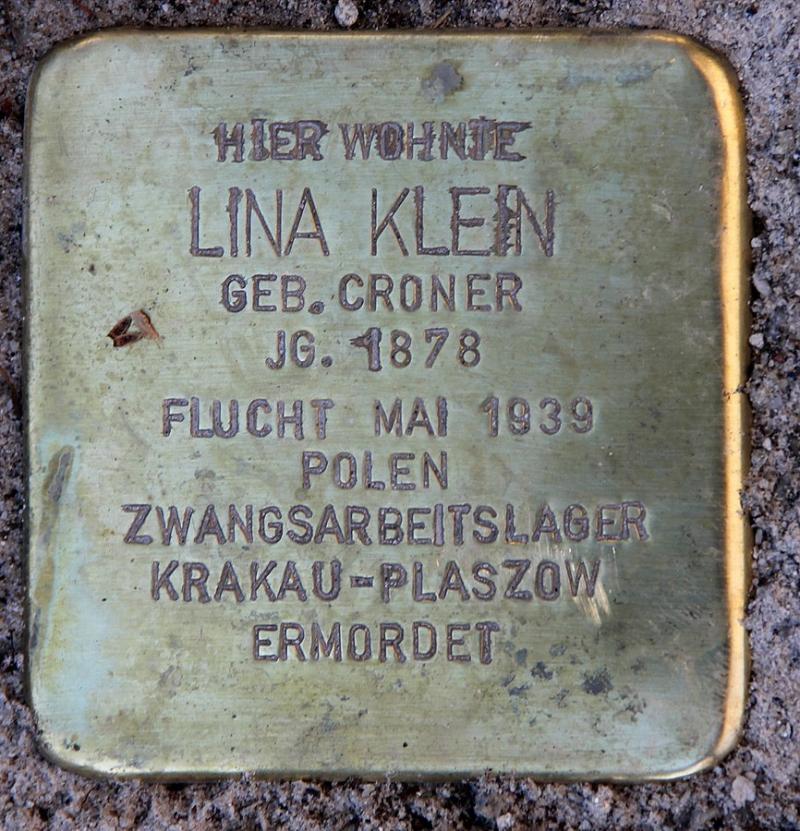 HIER WOHNTE
LINA KLEIN
GEB. CRONER
JG. 1878
FLUCHT MAI 1939
POLEN
ZWANGSARBEITSLAGER
KRAKAU-PLASZOW
ERMORDET